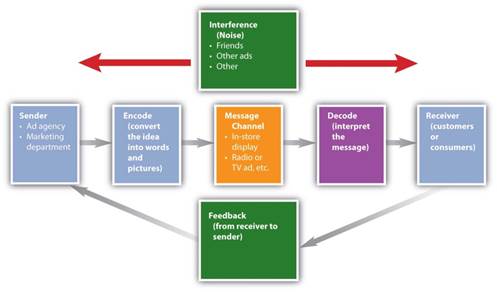 Interference
(Noise)
• Friends
• Other ads
• Other
Sender
• Ad agency
• Marketing
department
Encode
(convert
the idea
into words
and
pictures)
Message
Channel
• In-store
display
• Radio or
TV ad, etc.
Decode
(interpret
the
message)
Receiver
(customers
or
consumers)
Feedback
(from receiver to
sender)